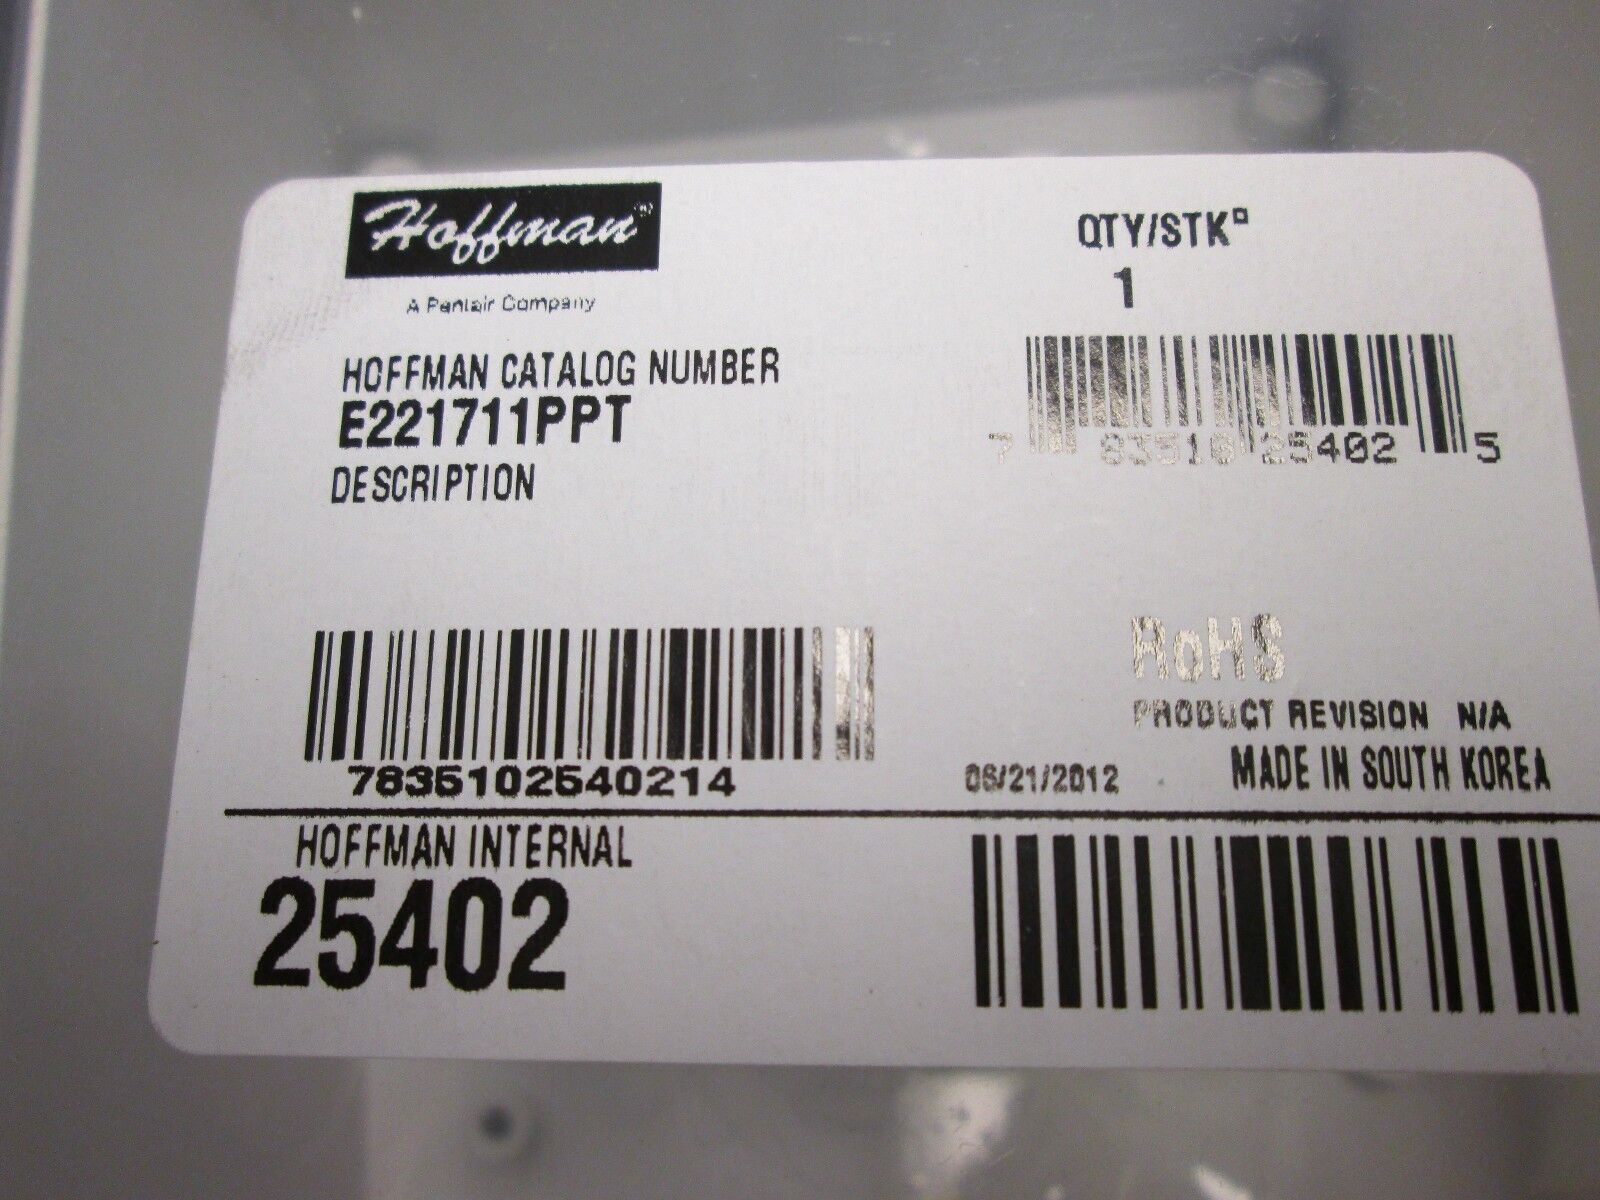 Hoffman
A Pentair Company
QTY/STK
1
HOFFMAN CATALOG NUMBER
E221711PPT
DESCRIPTION
7 83510 25402 5
RoHS
PRODUCT REVISION N/A
7835102540214
06/21/2012
MADE IN SOUTH KOREA
HOFFMAN INTERNAL
25402